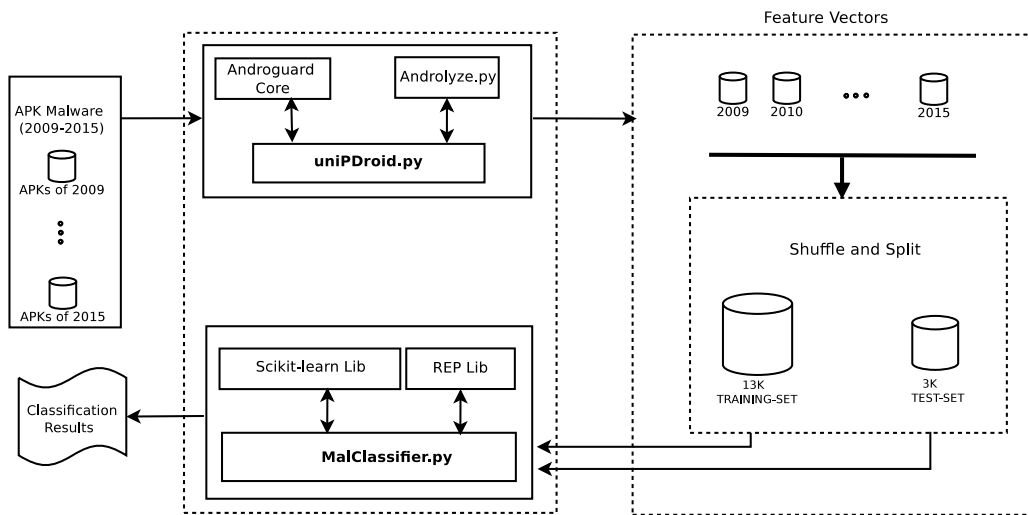 Feature Vectors
APK Malware
(2009-2015)
APKs of 2009
APKs of 2015
Androguard
Core
Androlyze.py
uniPDroid.py
2009
2010
2015
Shuffle and Split
13K
TRAINING-SET
3K
TEST-SET
Scikit-learn Lib
REP Lib
MalClassifier.py
Classification
Results